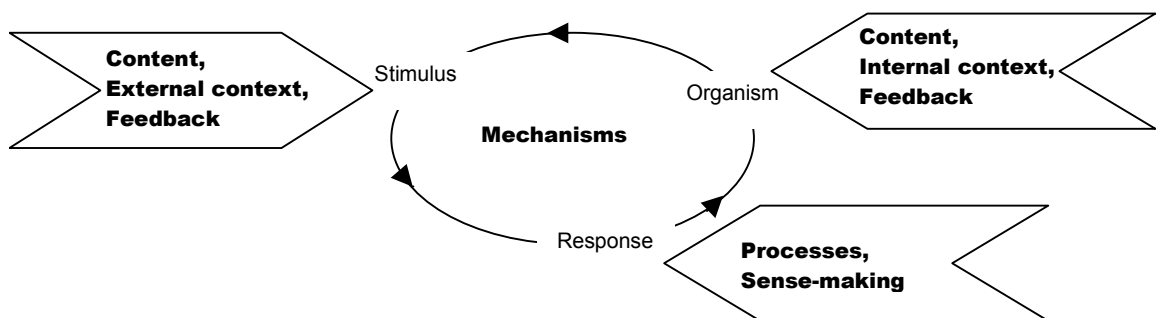 Content,
External context,
Feedback
Stimulus
Mechanisms
Organism
Content,
Internal context,
Feedback
Response
Processes,
Sense-making